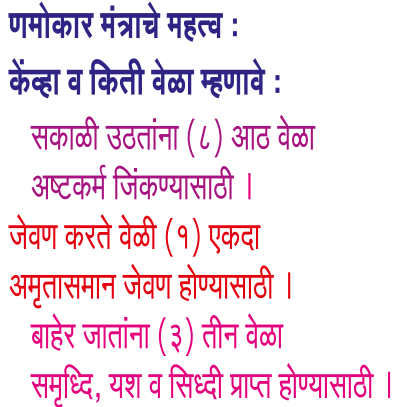 णमोकार मंत्राचे महत्व :
केंव्हा व किती वेळा म्हणावे :
सकाळी उठतांना (८) आठ वेळा
अष्टकर्म जिंकण्यासाठी ।
जेवण करते वेळी (१) एकदा
अमृतासमान जेवण होण्यासाठी ।
बाहेर जातांना (३) तीन वेळा
समृध्दि, यश व सिध्दी प्राप्त होण्यासाठी ।